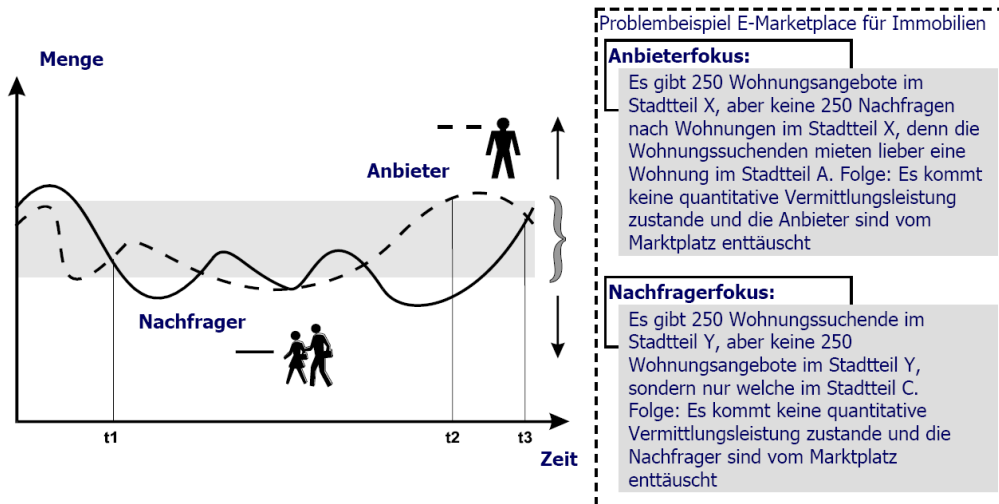 Menge
Anbieter
Nachfrager
t1
t2
t3
Zeit
Problembeispiel E-Marketplace für Immobilien
Anbieterfokus:
Es gibt 250 Wohnungsangebote im
Stadtteil X, aber keine 250 Nachfragen
nach Wohnungen im Stadtteil X, denn die
Wohnungssuchenden mieten lieber eine
Wohnung im Stadtteil A. Folge: Es kommt
keine quantitative Vermittlungsleistung
zustande und die Anbieter sind vom
Marktplatz enttäuscht
Nachfragerfokus:
Es gibt 250 Wohnungssuchende im
Stadtteil Y, aber keine 250
Wohnungsangebote im Stadtteil Y,
sondern nur welche im Stadtteil C.
Folge: Es kommt keine quantitative
Vermittlungsleistung zustande und die
Nachfrager sind vom Marktplatz
enttäuscht